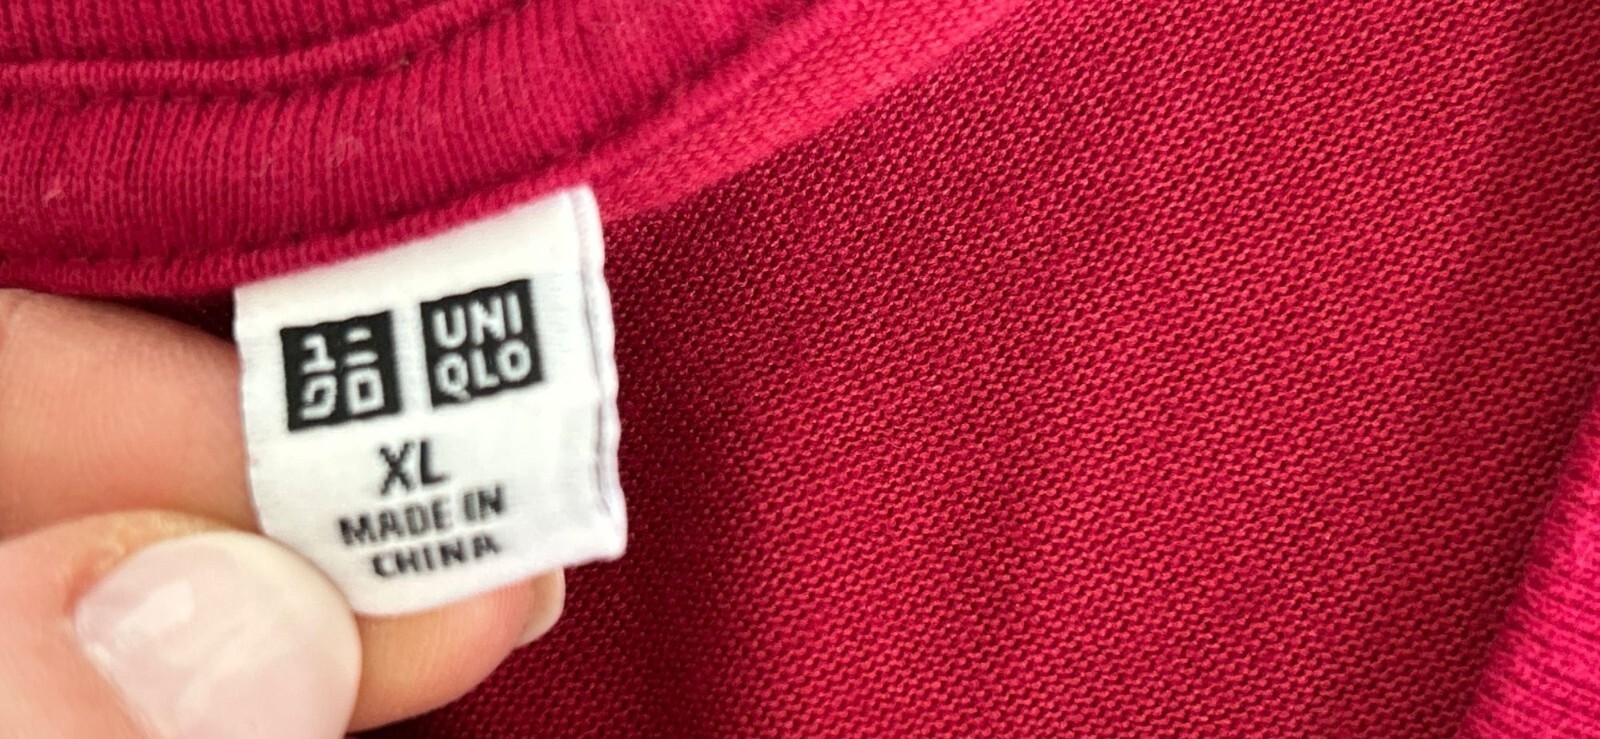 ユニ
クロ
UNI
QLO
XL
MADE IN
CHINA